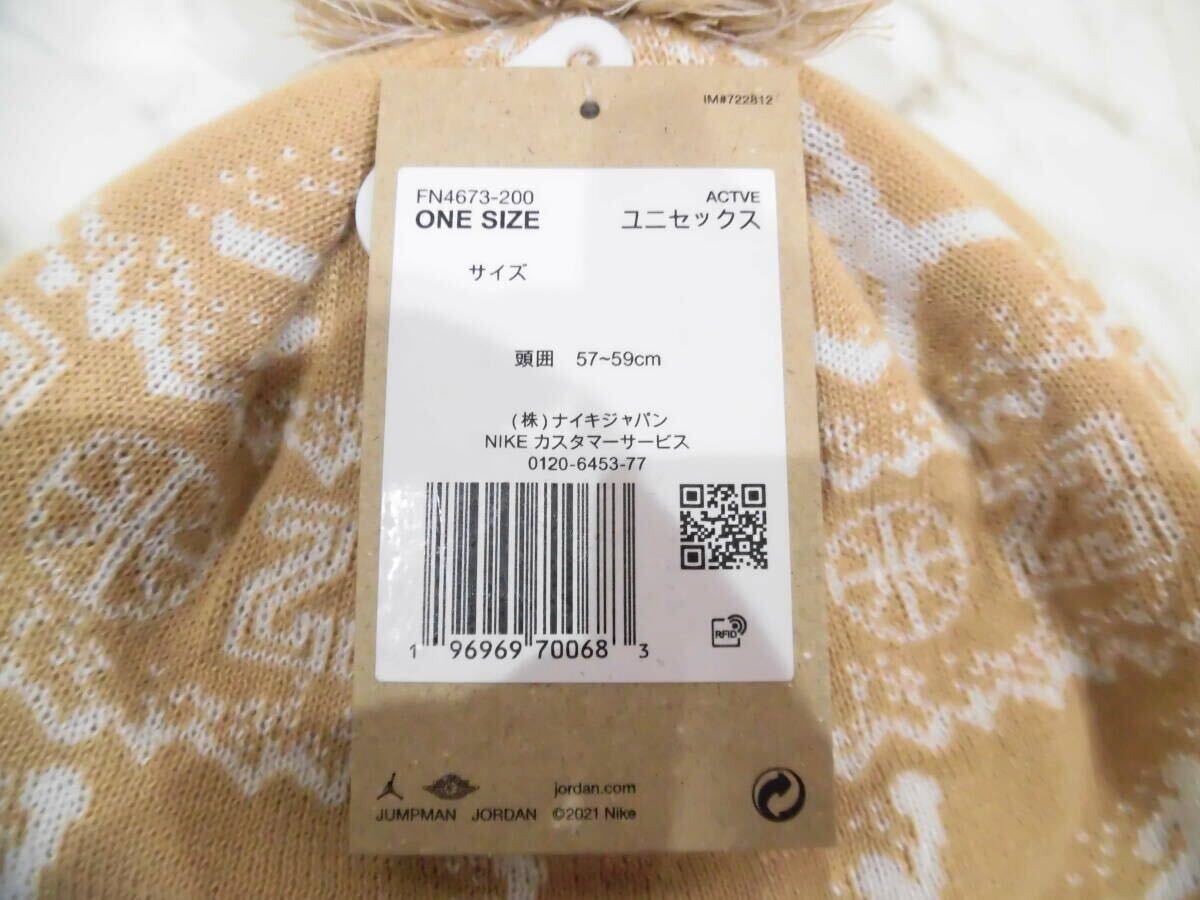 IM#722812
FN4673-200
ACTVE
ONE SIZE
ユニセックス
サイズ
頭囲 57~59cm
(株)ナイキジャパン
NIKE カスタマーサービス
0120-6453-77
1 96969 70068 3
RFID
jordan.com
JUMPMAN JORDAN ©2021 Nike